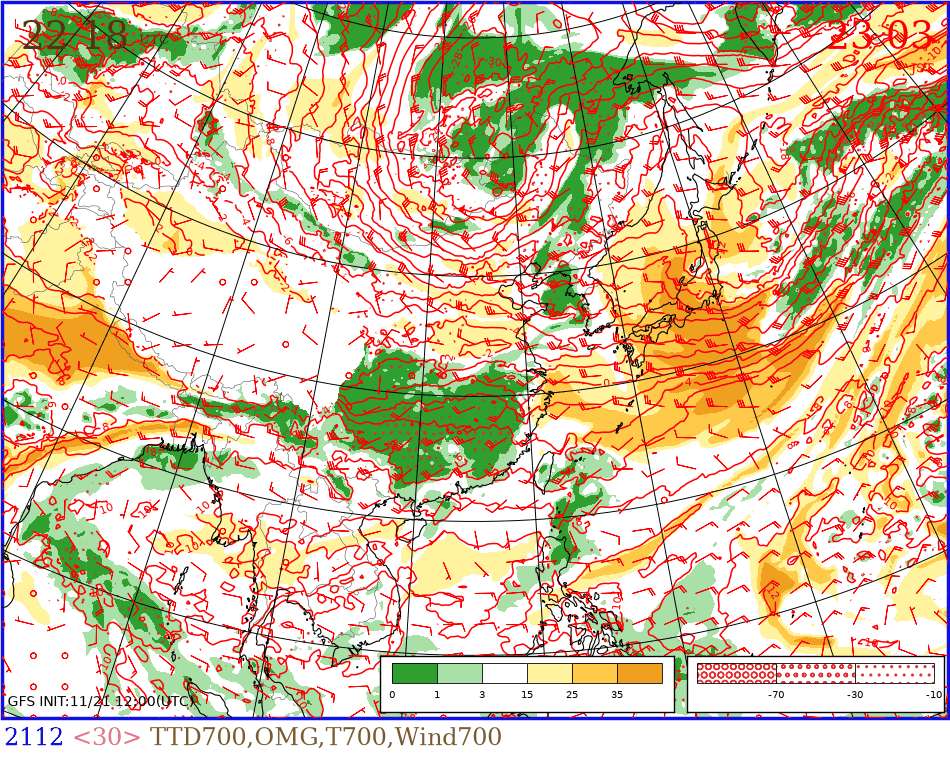 22 18
23 03
0 1 3 15 25 35
-70 -30 -10
GFS INIT:11/21 12:00(UTC)
2112 <30> TTD700,OMG,T700,Wind700